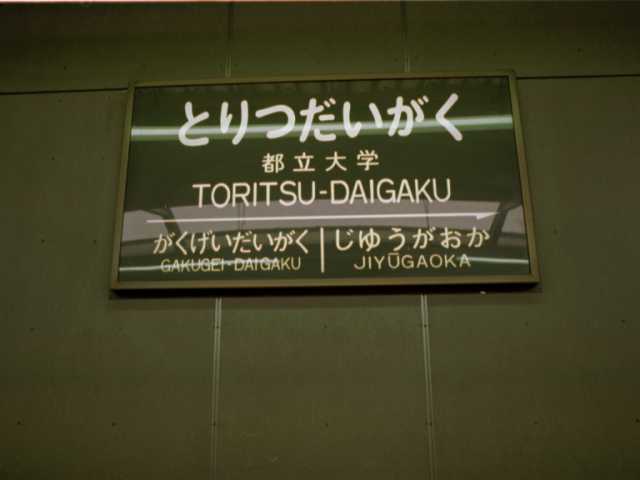 とりつだいがく
都立大学
TORITSU-DAIGAKU
がくげいだいがく | じゆうがおか
GAKUGEI-DAIGAKU JIYŪGAOKA